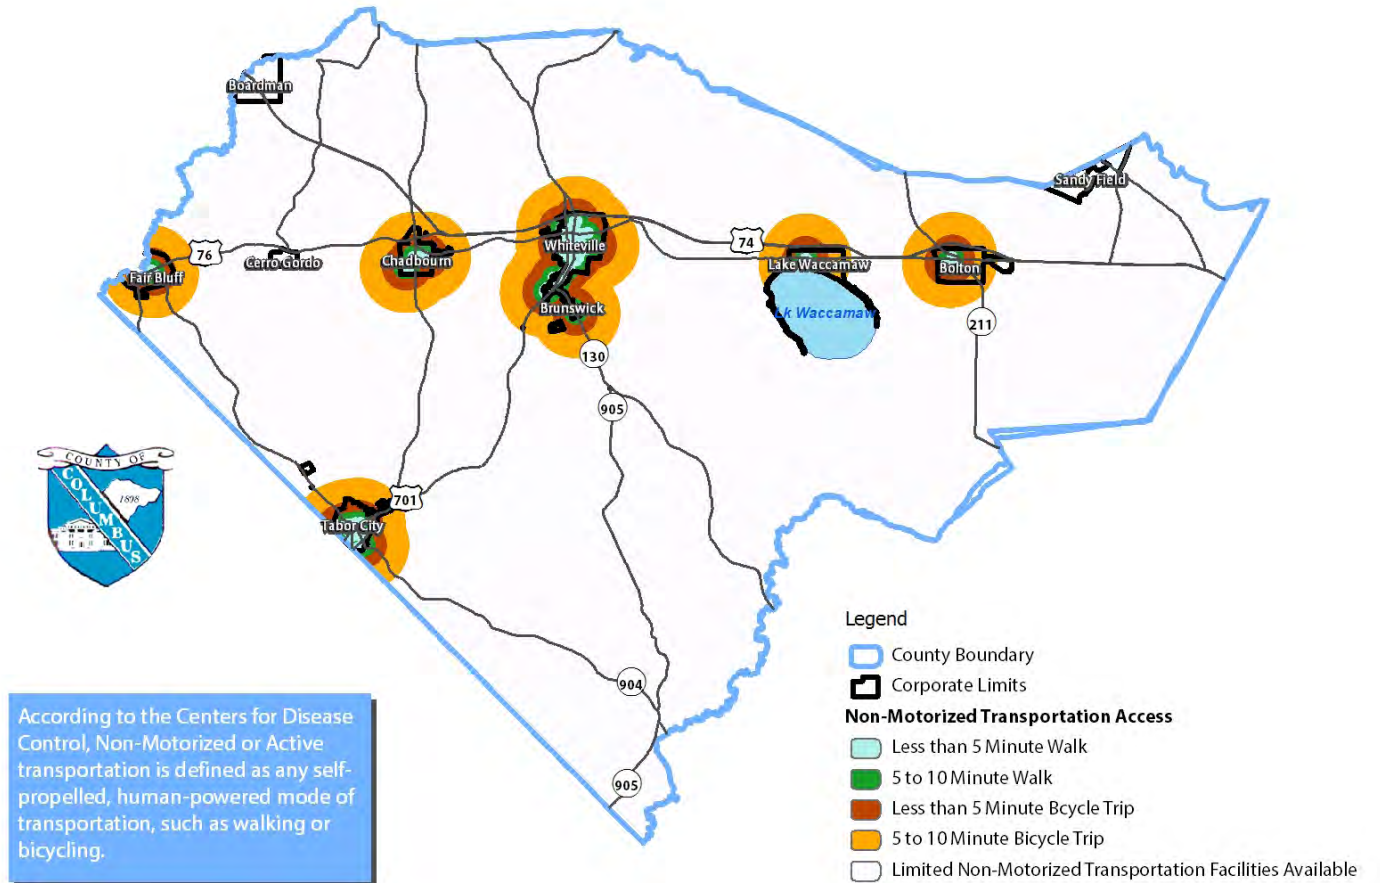 Boardman
Sandy Field
76
74
Whiteville
Fair Bluff
Cerro Gordo
Chadbourn
Lake Waccamaw
Bolton
Brunswick
Lk Waccamaw
211
130
905
COUNTY OF
COLUMBUS
1898
701
Tabor City
904
905
According to the Centers for Disease
Control, Non-Motorized or Active
transportation is defined as any self-
propelled, human-powered mode of
transportation, such as walking or
bicycling.
Legend
County Boundary
Corporate Limits
Non-Motorized Transportation Access
Less than 5 Minute Walk
5 to 10 Minute Walk
Less than 5 Minute Bcycle Trip
5 to 10 Minute Bicycle Trip
Limited Non-Motorized Transportation Facilities Available